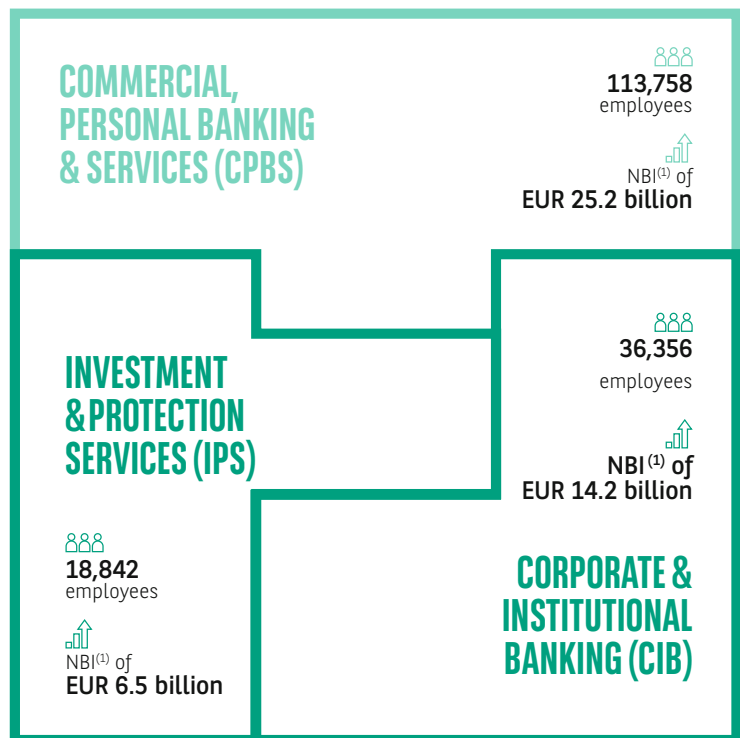 COMMERCIAL,
PERSONAL BANKING
& SERVICES (CPBS)
113,758
employees
NBI(1) of
EUR 25.2 billion
INVESTMENT
& PROTECTION
SERVICES (IPS)
18,842
employees
NBI(1) of
EUR 6.5 billion
36,356
employees
NBI(1) of
EUR 14.2 billion
CORPORATE &
INSTITUTIONAL
BANKING (CIB)